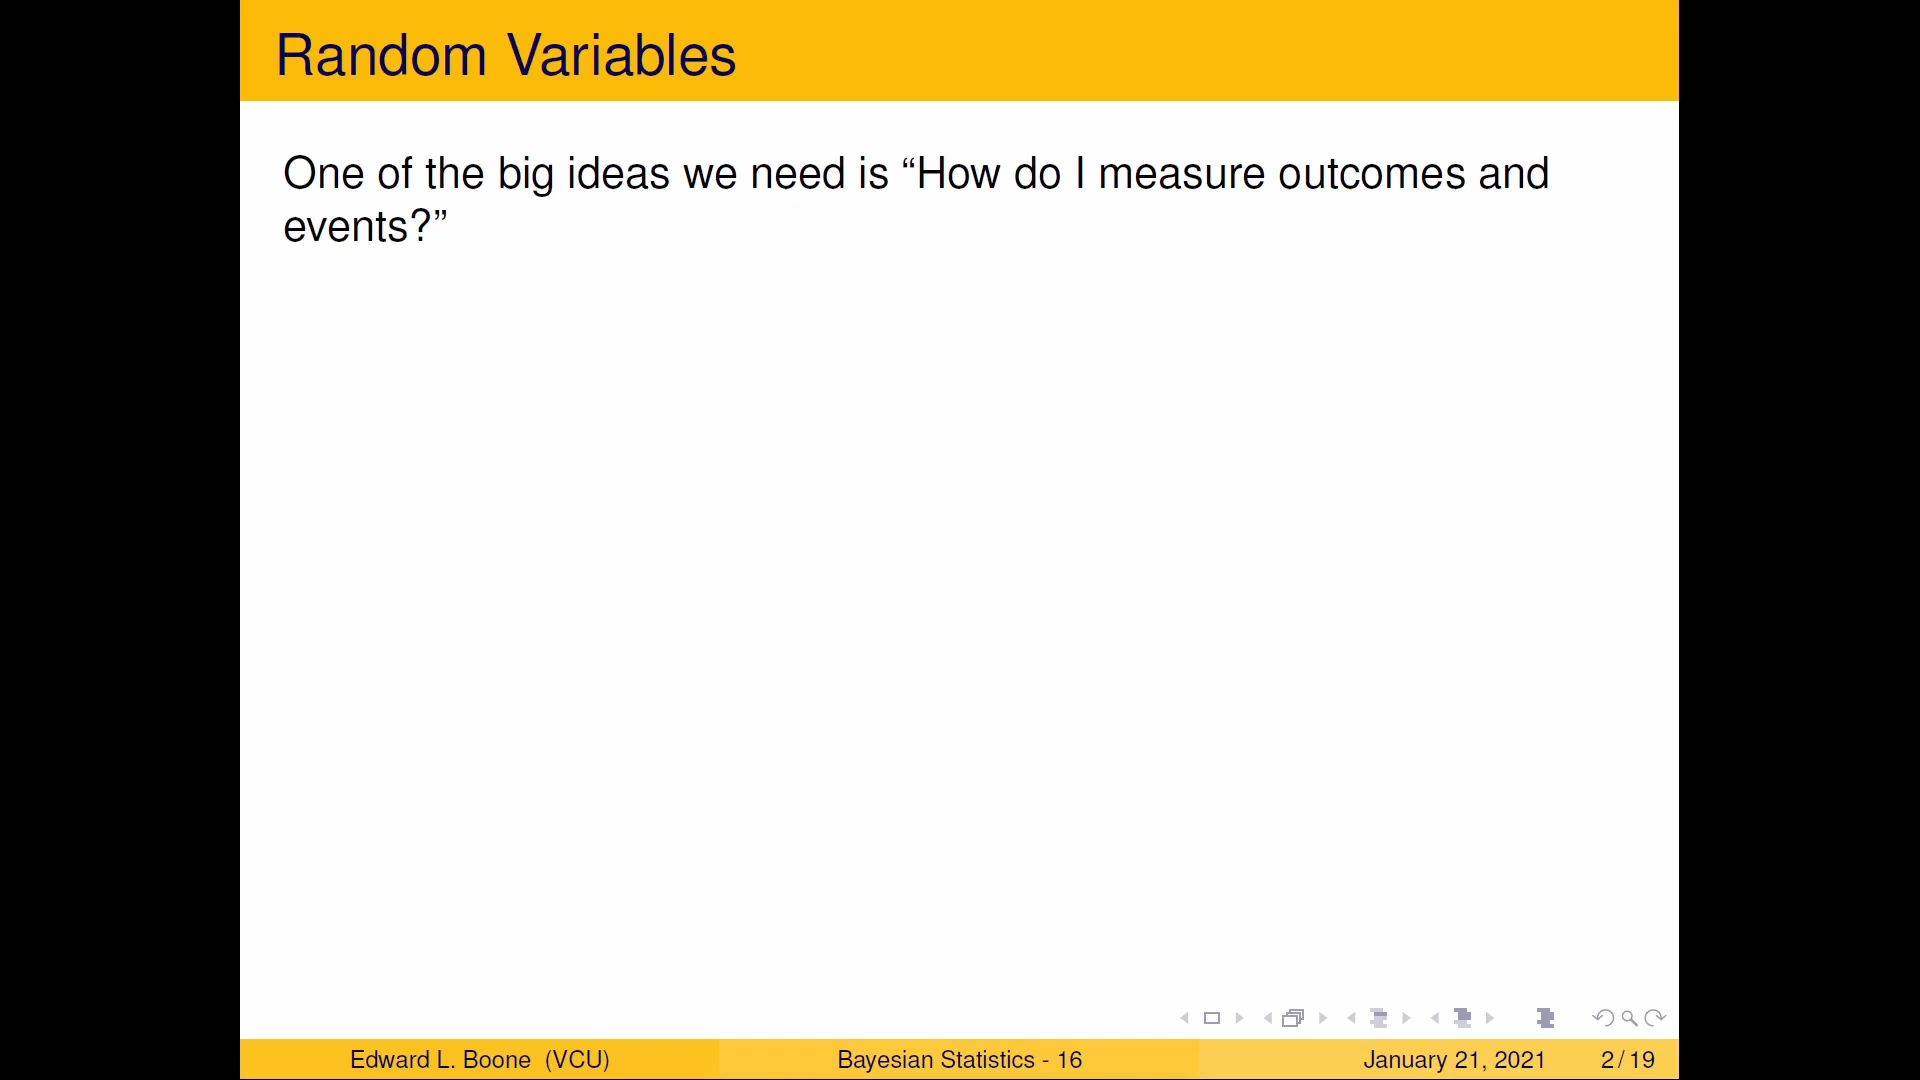 Random Variables
One of the big ideas we need is “How do I measure outcomes and
events?”
Edward L. Boone (VCU) Bayesian Statistics - 16 January 21, 2021 2 / 19